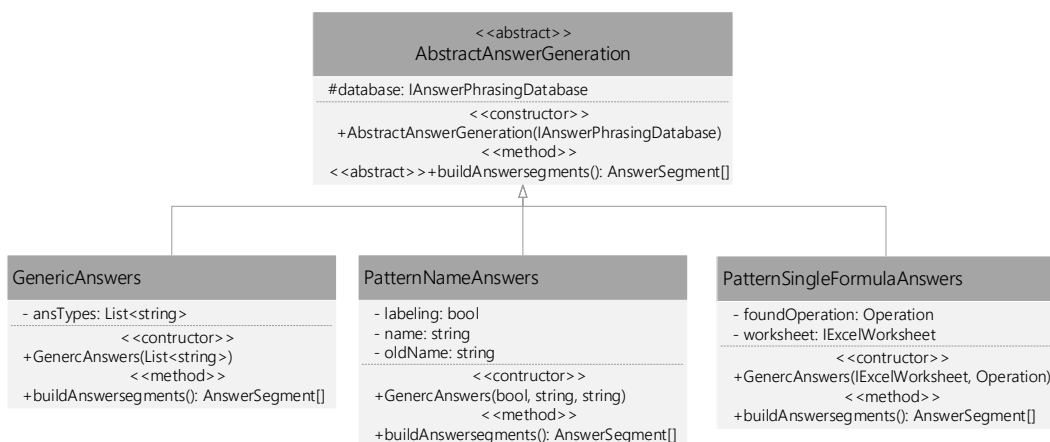 <<abstract>>
AbstractAnswerGeneration
#database: IAnswerPhrasingDatabase
<<constructor>>
+AbstractAnswerGeneration(IAnswerPhrasingDatabase)
<<method>>
<<abstract>>+buildAnswersegments(): AnswerSegment[]
GenericAnswers
- ansTypes: List<string>
<<contructor>>
+GenercAnswers(List<string>)
<<method>>
+buildAnswersegments(): AnswerSegment[]
PatternNameAnswers
- labeling: bool
- name: string
- oldName: string
<<contructor>>
+GenercAnswers(bool, string, string)
<<method>>
+buildAnswersegments(): AnswerSegment[]
PatternSingleFormulaAnswers
- foundOperation: Operation
- worksheet: IExcelWorksheet
<<contructor>>
+GenercAnswers(IExcelWorksheet, Operation)
<<method>>
+buildAnswersegments(): AnswerSegment[]